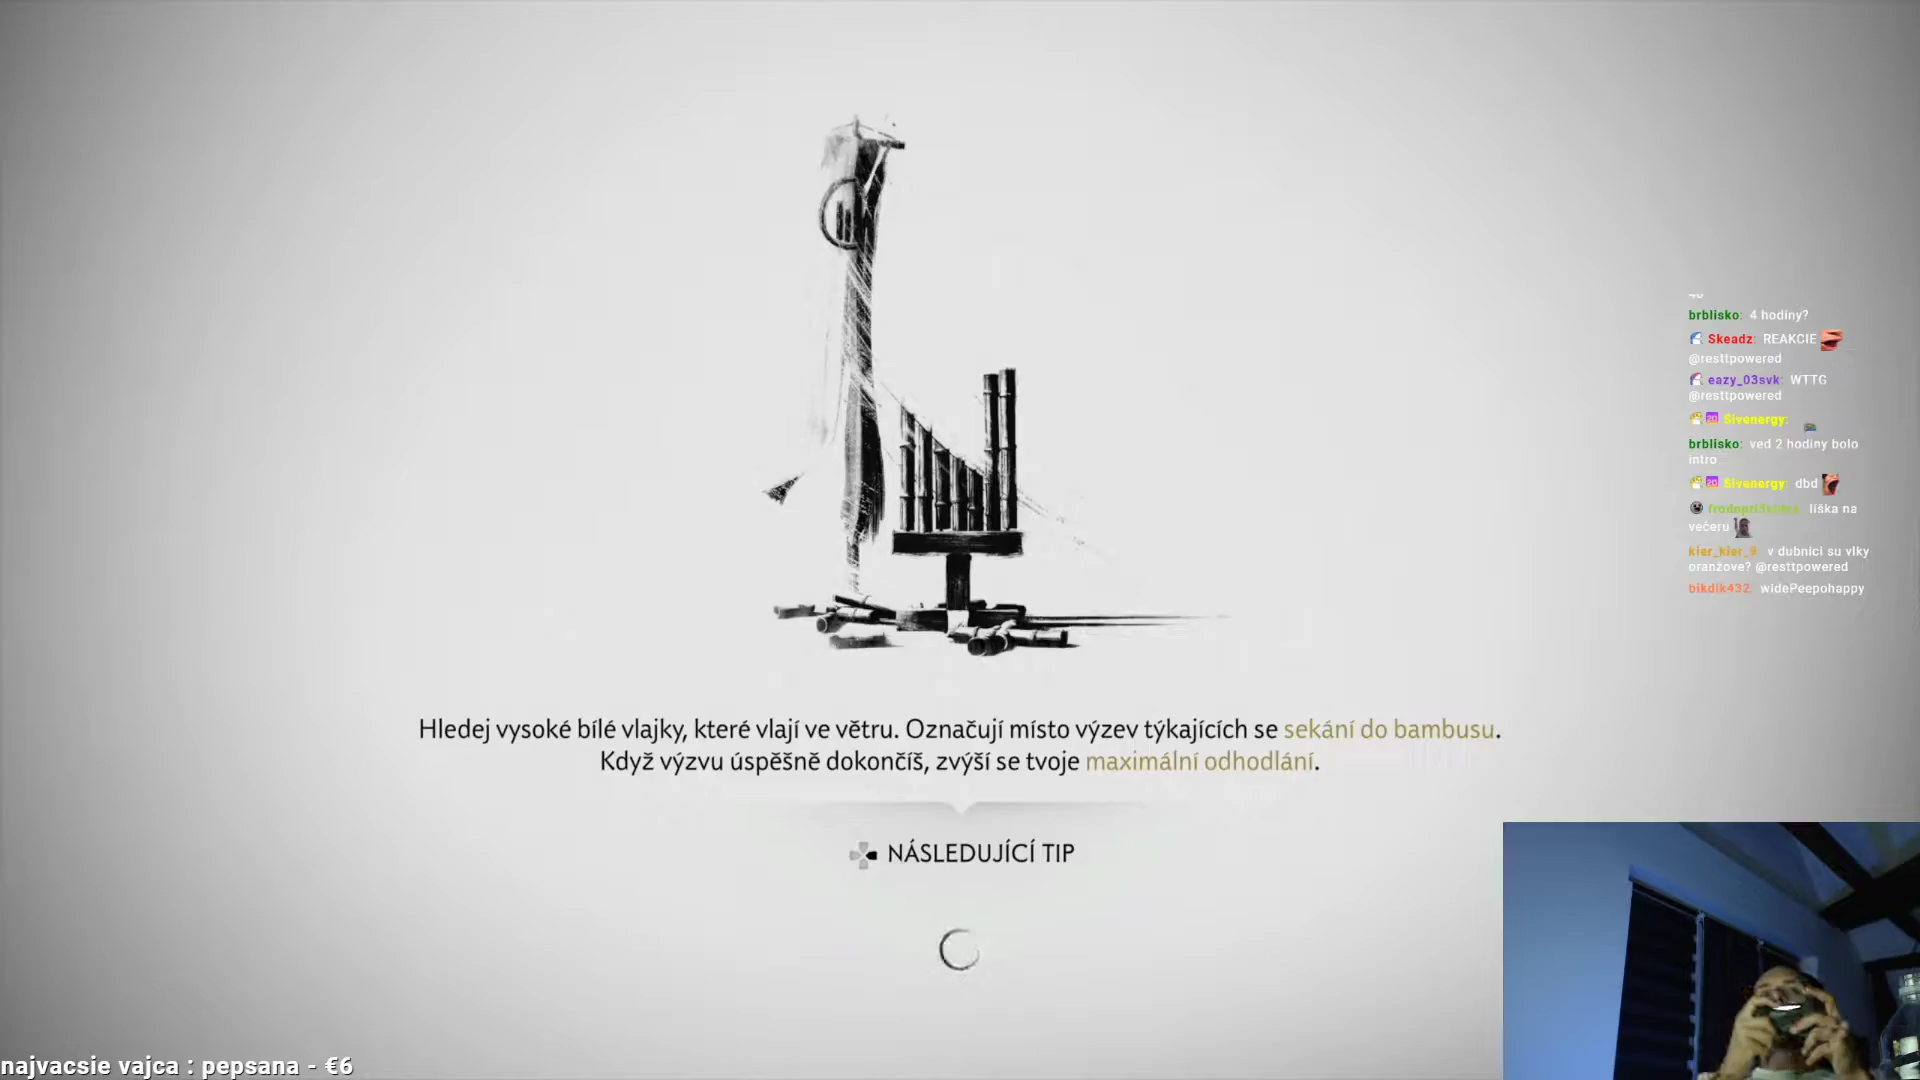 brblisko: 4 hodiny?
Skeadz: REAKCIE
@resttpowered
eazy_03svk: WTTG
@resttpowered
Sivenergy:
brblisko: ved 2 hodiny bolo
intro
Sivenergy: dbd
líška na
večeru
kier_kier_9: v dubnici su vlky
oranžove? @resttpowered
bikdik432: widePeepohappy
Hledej vysoké bílé vlajky, které vlají ve větru. Označují místo výzev týkajících se sekání do bambusu.
Když výzvu úspěšně dokončíš, zvýší se tvoje maximální odhodlání.
NÁSLEDUJÍCÍ TIP
najvacsie vajca : pepsana - €6